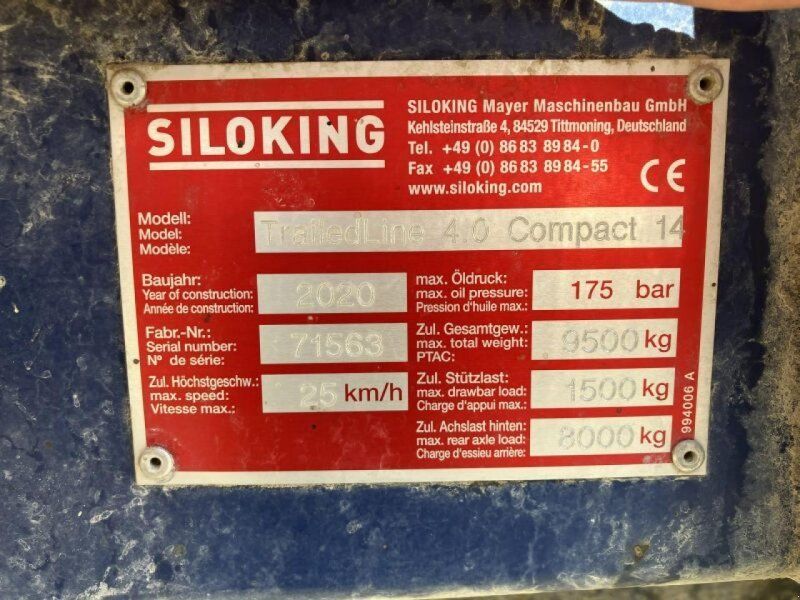 SILOKING
SILOKING Mayer Maschinenbau GmbH
Kehlsteinstraße 4, 84529 Tittmoning, Deutschland
Tel. +49 (0) 86 83 89 84-0
Fax +49 (0) 86 83 89 84-55
www.siloking.com
CE
Modell:
Model:
Modèle:
TrailedLine 4.0 Compact 14
Baujahr:
Year of construction:
Année de construction:
2020
max. Öldruck:
max. oil pressure:
Pression d'huile max.:
175 bar
Fabr.-Nr.:
Serial number:
N° de série:
71563
Zul. Gesamtgew.:
max. total weight:
PTAC:
9500 kg
Zul. Höchstgeschw.:
max. speed:
Vitesse max.:
25 km/h
Zul. Stützlast:
max. drawbar load:
Charge d'appui max.:
1500 kg
Zul. Achslast hinten:
max. rear axle load:
Charge d'essieu arrière:
8000 kg
994006 A